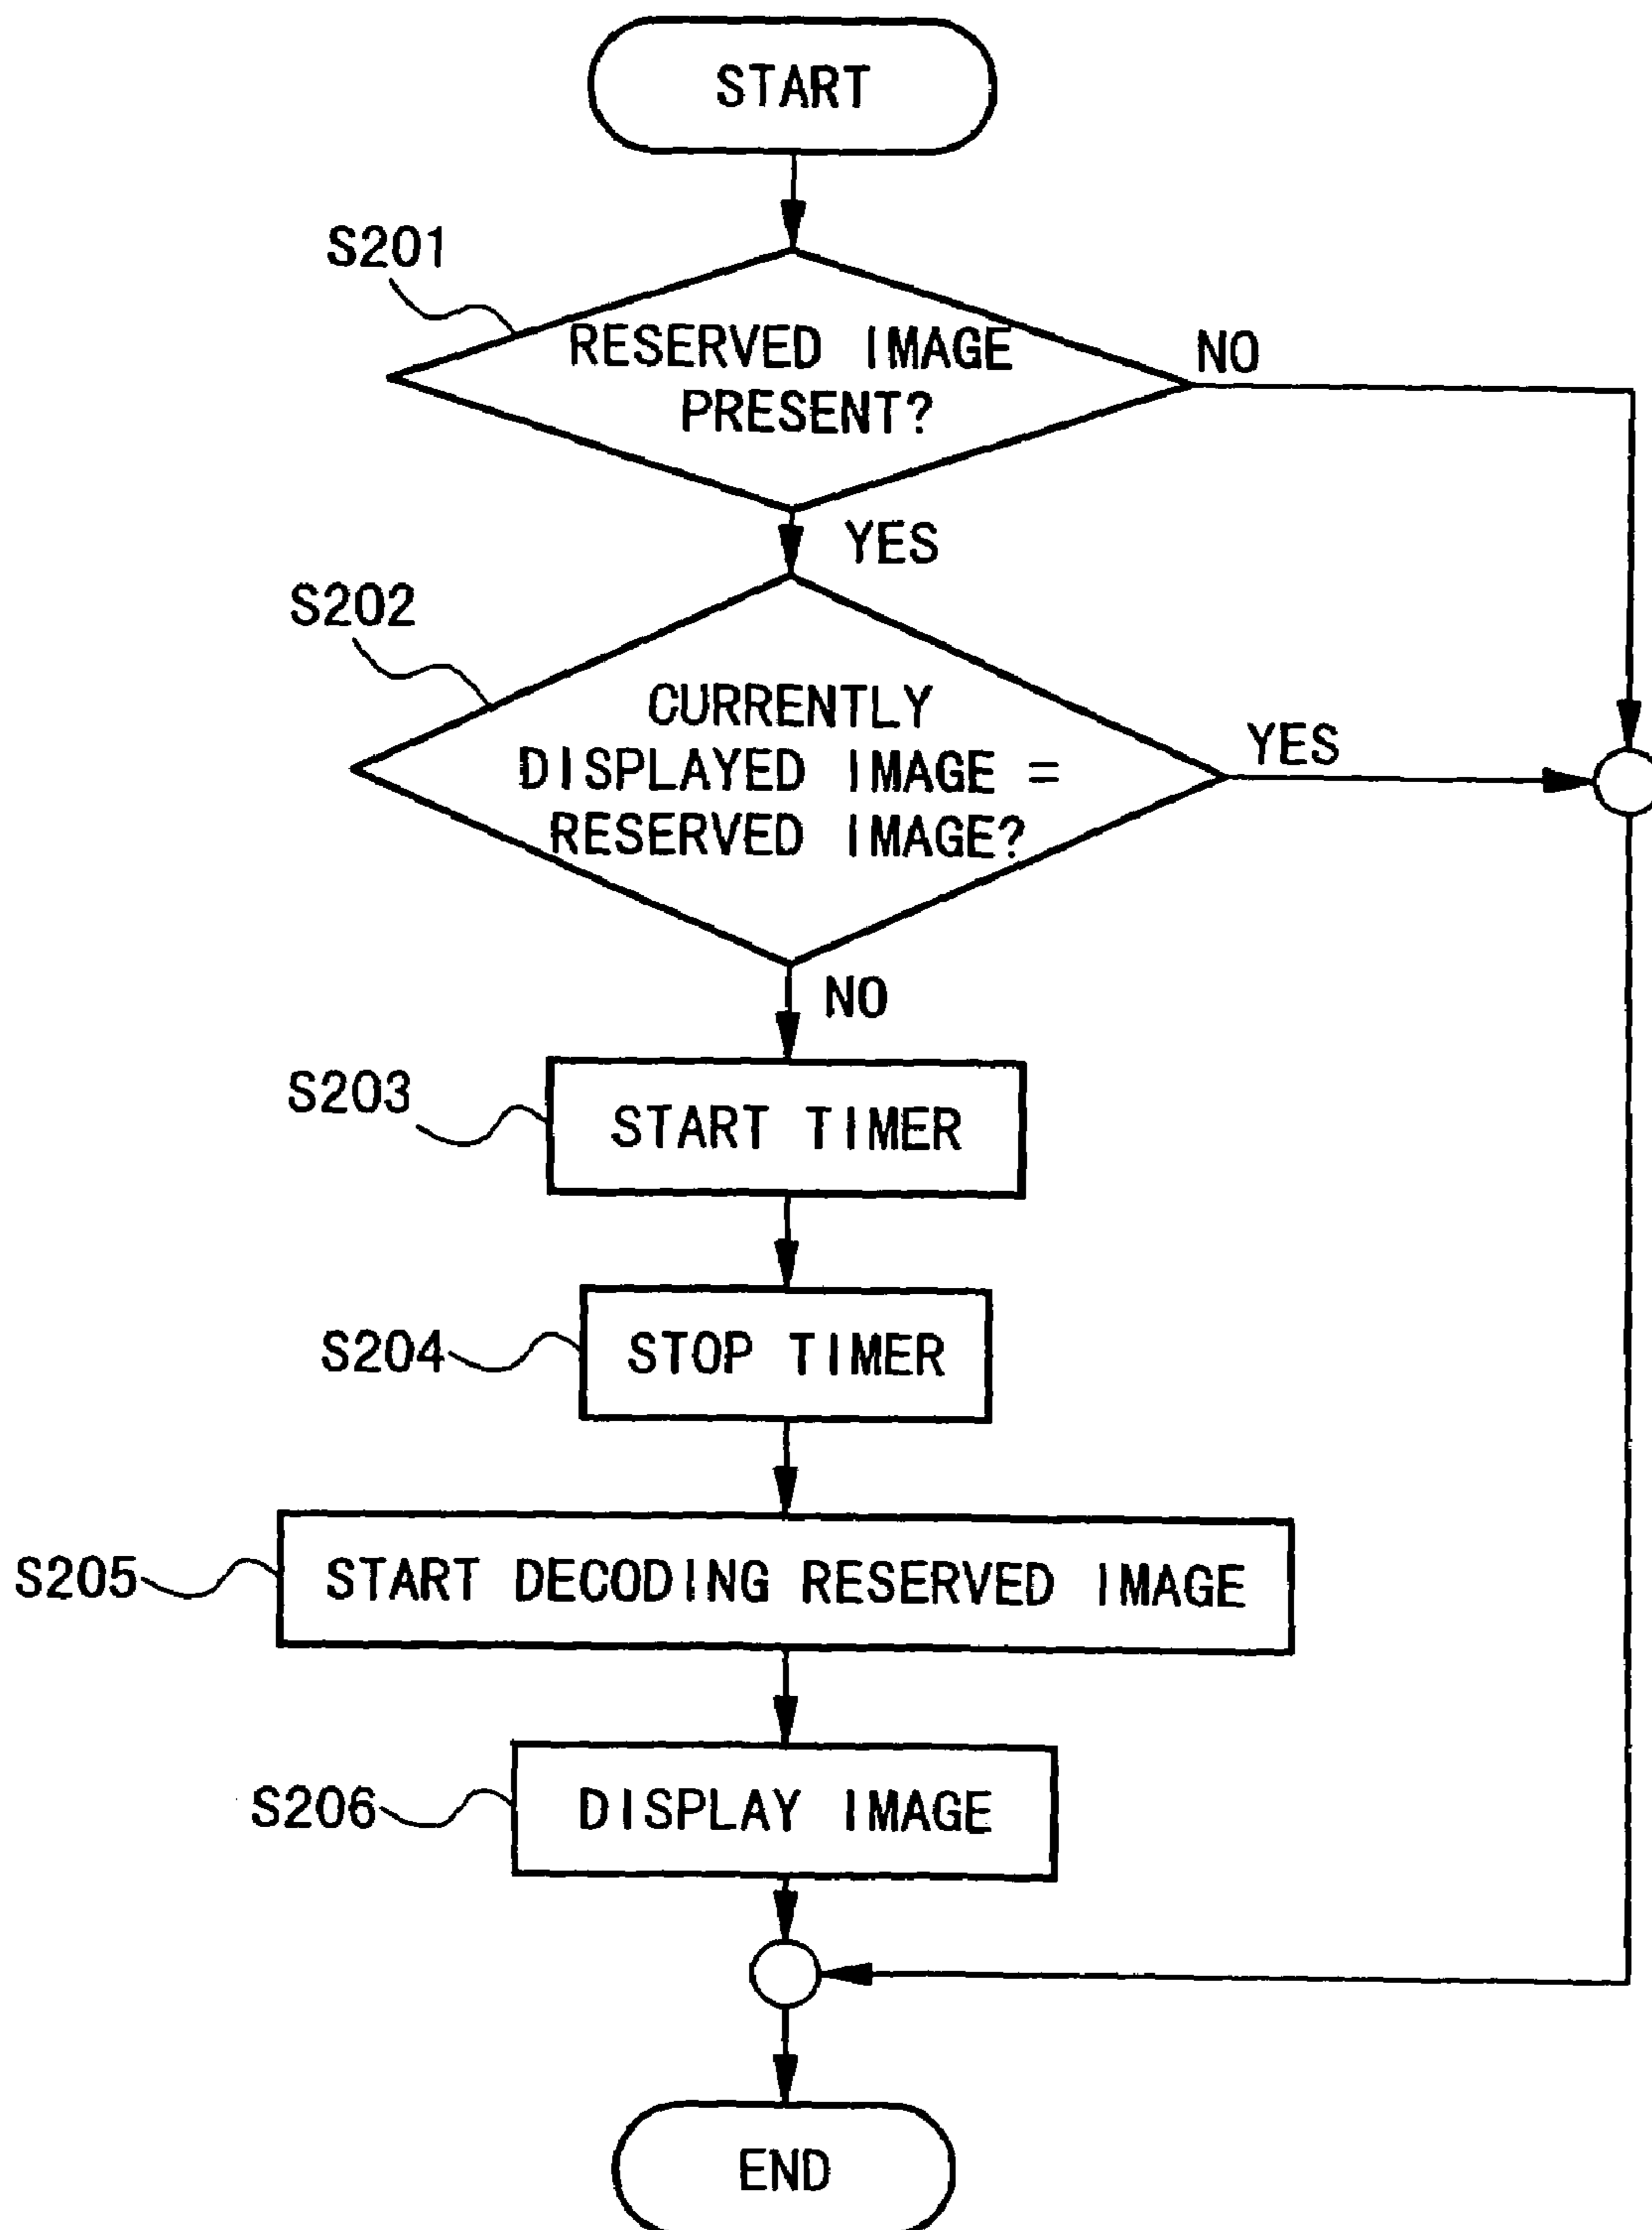 START
S201
RESERVED IMAGE
PRESENT?
NO
YES
S202
CURRENTLY
DISPLAYED IMAGE =
RESERVED IMAGE?
YES
NO
S203
START TIMER
S204
STOP TIMER
S205
START DECODING RESERVED IMAGE
S206
DISPLAY IMAGE
END